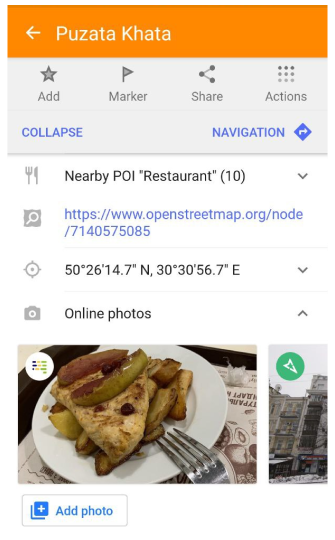 Puzata Khata
Add
Marker
Share
Actions
COLLAPSE
NAVIGATION
Nearby POI "Restaurant" (10)
https://www.openstreetmap.org/node
/7140575085
50°26'14.7" N, 30°30'56.7" E
Online photos
Add photo